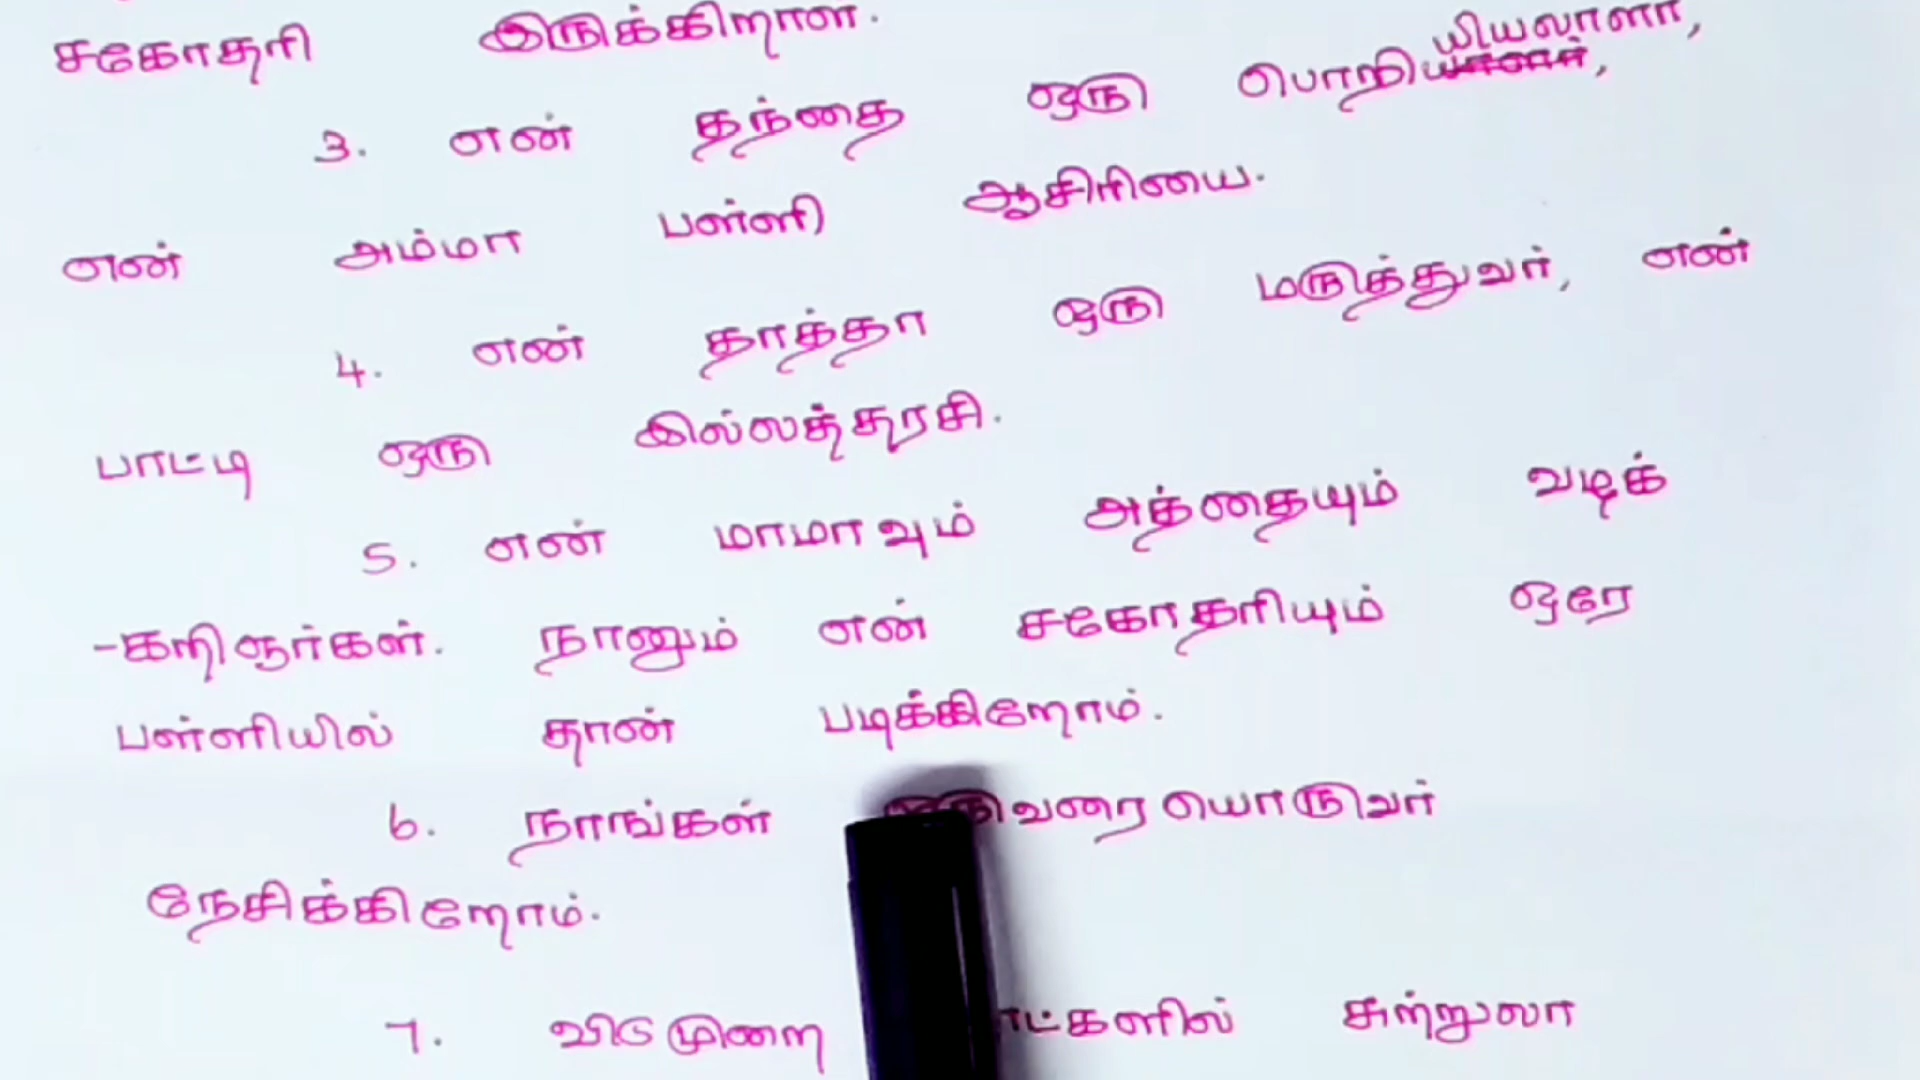 சகோதரி இருக்கிறாள்.
3. என் தந்தை ஒரு பொறியியலாளர்,
என் அம்மா பள்ளி ஆசிரியை.
4. என் தாத்தா ஒரு மருத்துவர், என்
பாட்டி ஒரு இல்லத்தரசி.
5. என் மாமாவும் அத்தையும் வடிக்
-கறிஞர்கள். நானும் என் சகோதரியும் ஒரே
பள்ளியில் தான் படிக்கிறோம்.
6. நாங்கள் ஒருவரையொருவர்
நேசிக்கிறோம்.
7. விடுமுறை சுற்றுலா